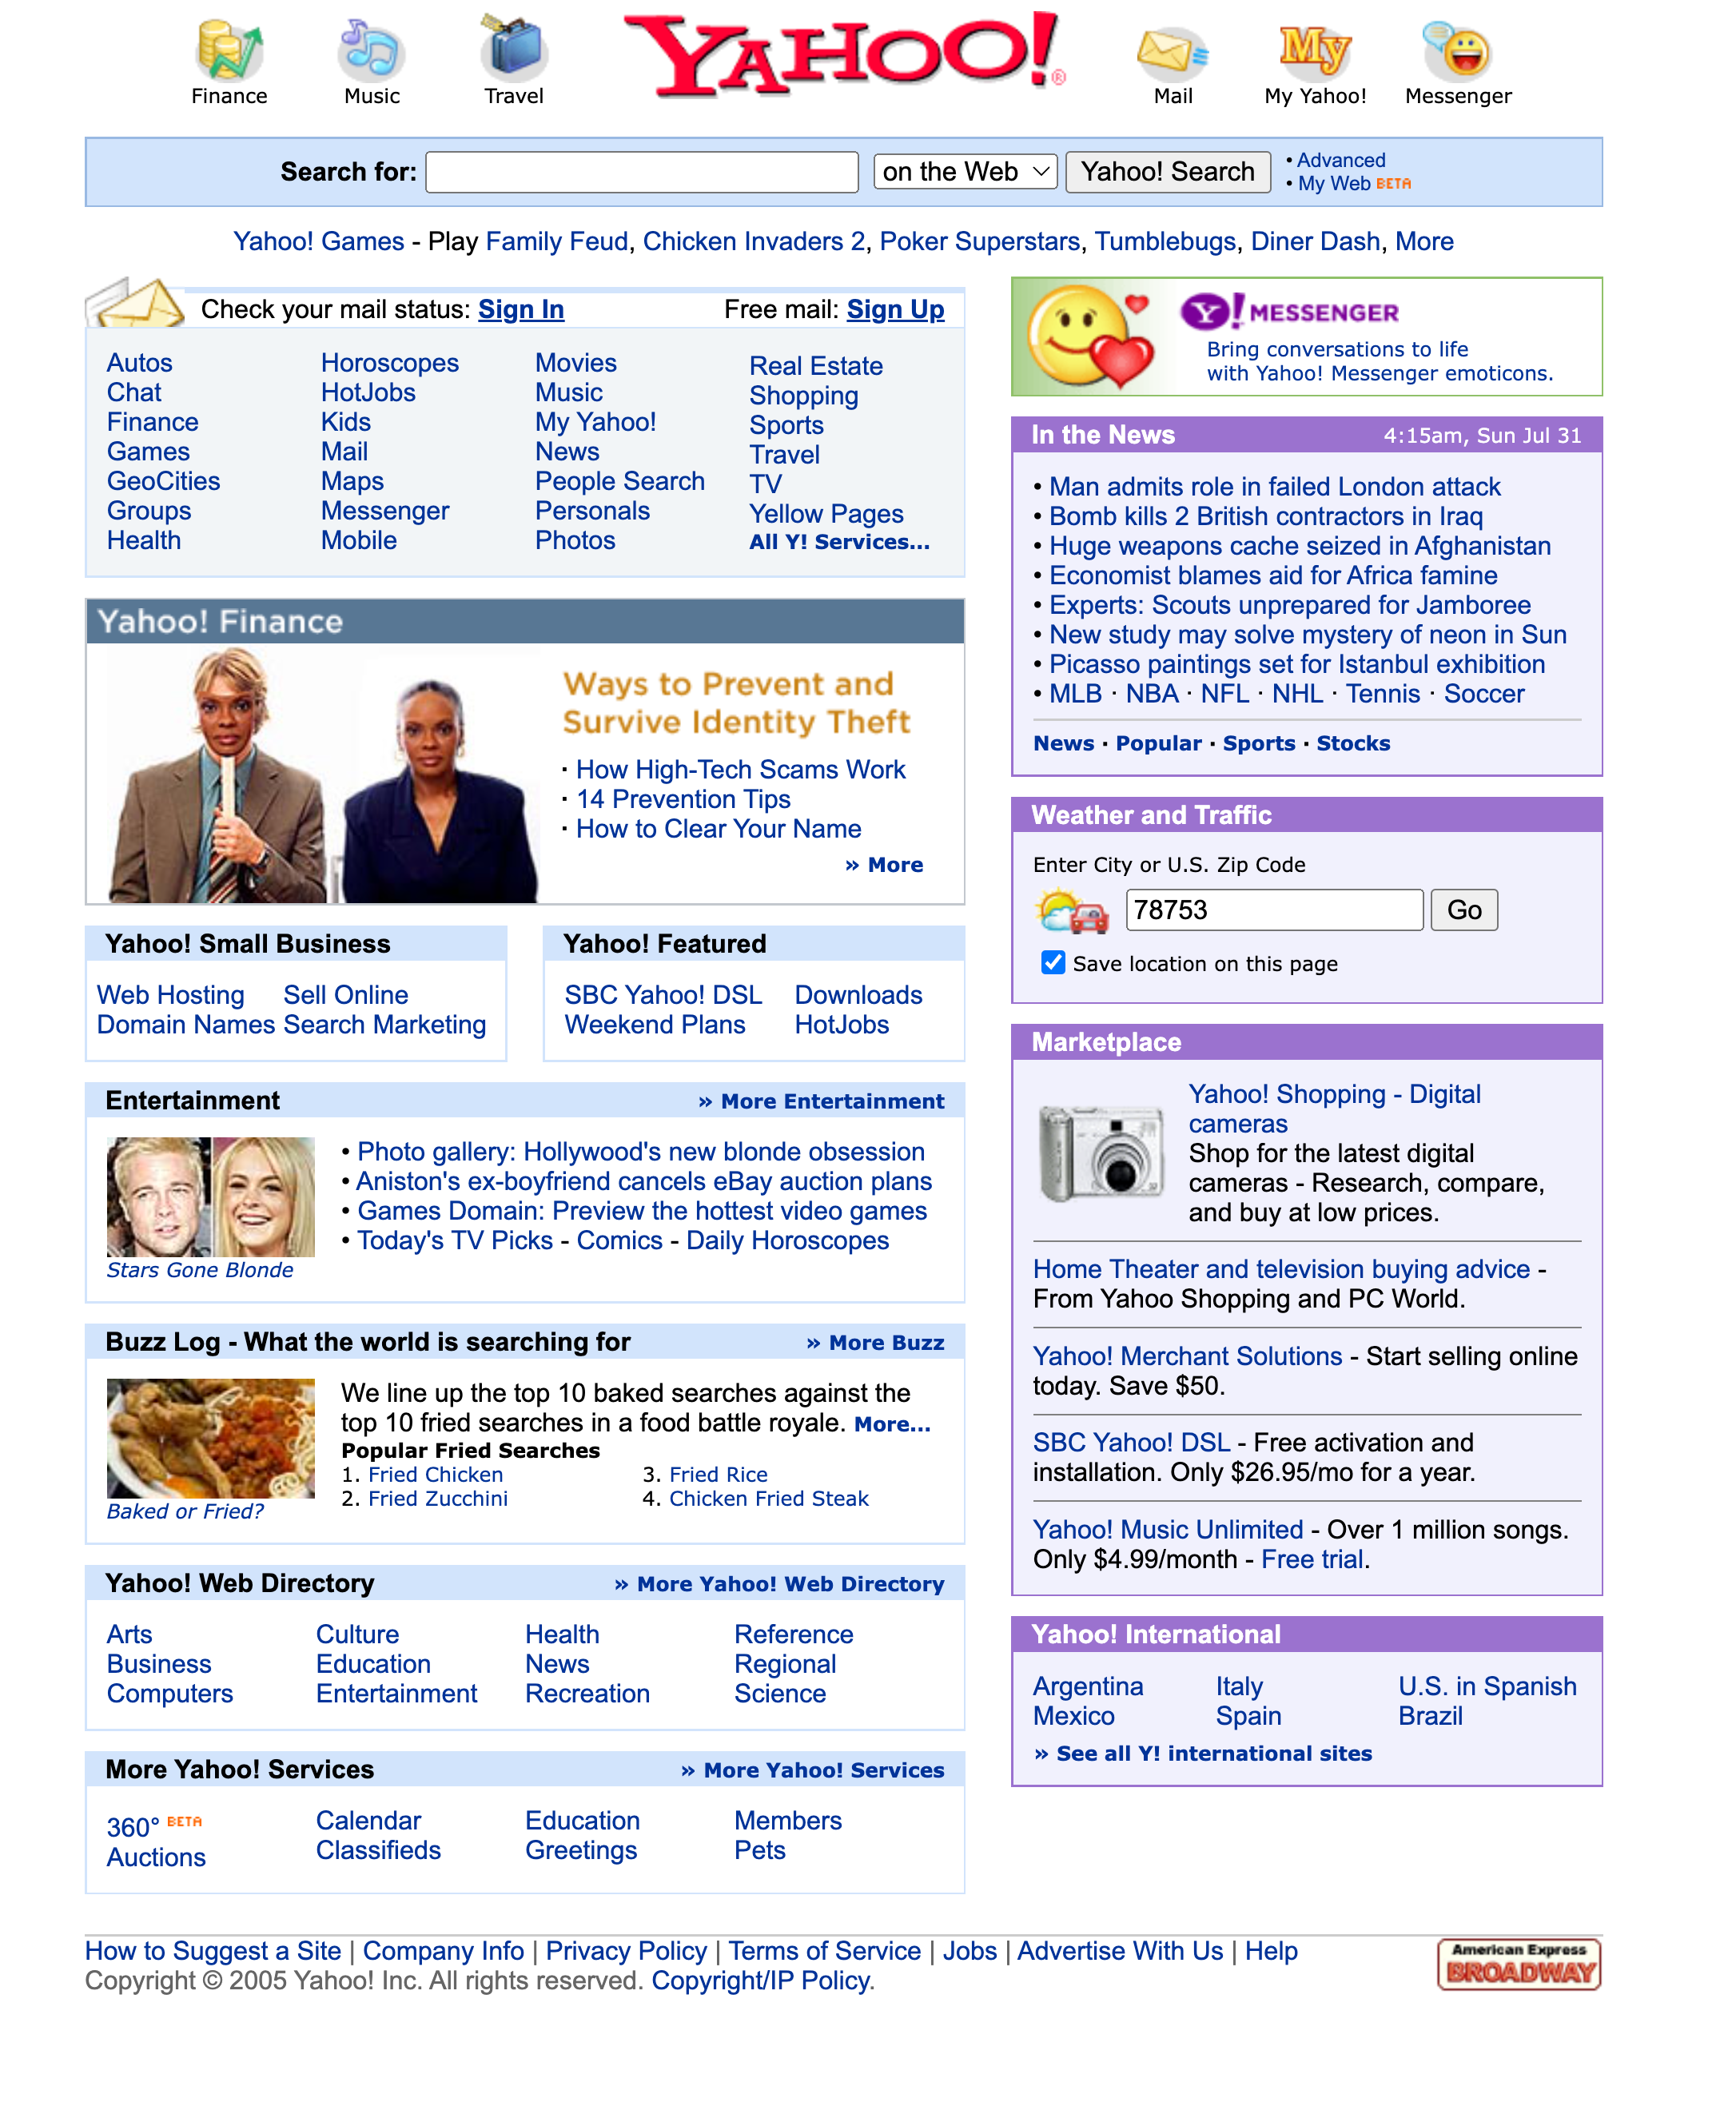 Finance
Music
Travel
YAHOO!®
Mail
My
My Yahoo!
Messenger
Search for:
on the Web
Yahoo! Search
• Advanced
• My Web BETA
Yahoo! Games - Play Family Feud, Chicken Invaders 2, Poker Superstars, Tumblebugs, Diner Dash, More
Check your mail status: Sign In
Free mail: Sign Up
Autos
Chat
Finance
Games
GeoCities
Groups
Health
Horoscopes
HotJobs
Kids
Mail
Maps
Messenger
Mobile
Movies
Music
My Yahoo!
News
People Search
Personals
Photos
Real Estate
Shopping
Sports
Travel
TV
Yellow Pages
All Y! Services...
Yahoo! Finance
Ways to Prevent and
Survive Identity Theft
· How High-Tech Scams Work
· 14 Prevention Tips
· How to Clear Your Name
» More
Yahoo! Small Business
Web Hosting
Sell Online
Domain Names
Search Marketing
Yahoo! Featured
SBC Yahoo! DSL
Downloads
Weekend Plans
HotJobs
Entertainment
» More Entertainment
Stars Gone Blonde
• Photo gallery: Hollywood's new blonde obsession
• Aniston's ex-boyfriend cancels eBay auction plans
• Games Domain: Preview the hottest video games
• Today's TV Picks - Comics - Daily Horoscopes
Buzz Log - What the world is searching for
» More Buzz
Baked or Fried?
We line up the top 10 baked searches against the
top 10 fried searches in a food battle royale. More...
Popular Fried Searches
1. Fried Chicken
2. Fried Zucchini
3. Fried Rice
4. Chicken Fried Steak
Yahoo! Web Directory
» More Yahoo! Web Directory
Arts
Business
Computers
Culture
Education
Entertainment
Health
News
Recreation
Reference
Regional
Science
More Yahoo! Services
» More Yahoo! Services
360° BETA
Auctions
Calendar
Classifieds
Education
Greetings
Members
Pets
Y! MESSENGER
Bring conversations to life
with Yahoo! Messenger emoticons.
In the News
4:15am, Sun Jul 31
• Man admits role in failed London attack
• Bomb kills 2 British contractors in Iraq
• Huge weapons cache seized in Afghanistan
• Economist blames aid for Africa famine
• Experts: Scouts unprepared for Jamboree
• New study may solve mystery of neon in Sun
• Picasso paintings set for Istanbul exhibition
• MLB · NBA · NFL · NHL · Tennis · Soccer
News · Popular · Sports · Stocks
Weather and Traffic
Enter City or U.S. Zip Code
78753
Go
Save location on this page
Marketplace
Yahoo! Shopping - Digital
cameras
Shop for the latest digital
cameras - Research, compare,
and buy at low prices.
Home Theater and television buying advice -
From Yahoo Shopping and PC World.
Yahoo! Merchant Solutions - Start selling online
today. Save $50.
SBC Yahoo! DSL - Free activation and
installation. Only $26.95/mo for a year.
Yahoo! Music Unlimited - Over 1 million songs.
Only $4.99/month - Free trial.
Yahoo! International
Argentina
Italy
U.S. in Spanish
Mexico
Spain
Brazil
» See all Y! international sites
How to Suggest a Site | Company Info | Privacy Policy | Terms of Service | Jobs | Advertise With Us | Help
Copyright © 2005 Yahoo! Inc. All rights reserved. Copyright/IP Policy.
American Express
BROADWAY